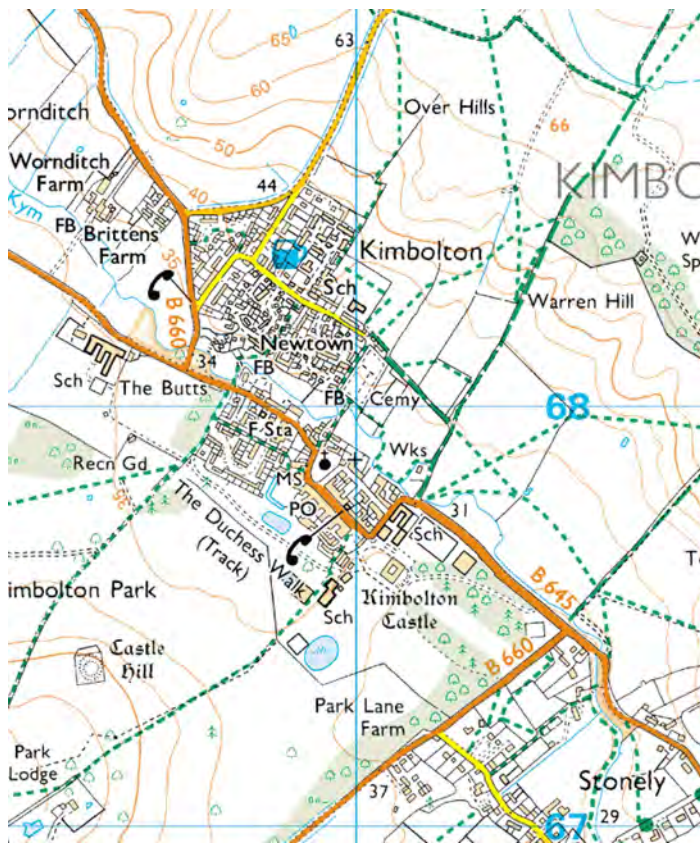 65
63
60
50
Over Hills
66
ornditch
Wornditch
Farm
44
40
KIMBO
Kym
FB
Brittens
Farm
35
Kimbolton
W
Sp
B 660
Sch
Warren Hill
Newtown
34
Sch
The Butts
FB
FB
Cemy
68
F Sta
Wks
Recn Gd
MS
35
PO
31
Sch
The Duchess Walk
(Track)
T
B 645
imbolton Park
Sch
Kimbolton
Castle
B 660
Castle
Hill
Park Lane
Farm
Park
Lodge
37
Stonely
29
67